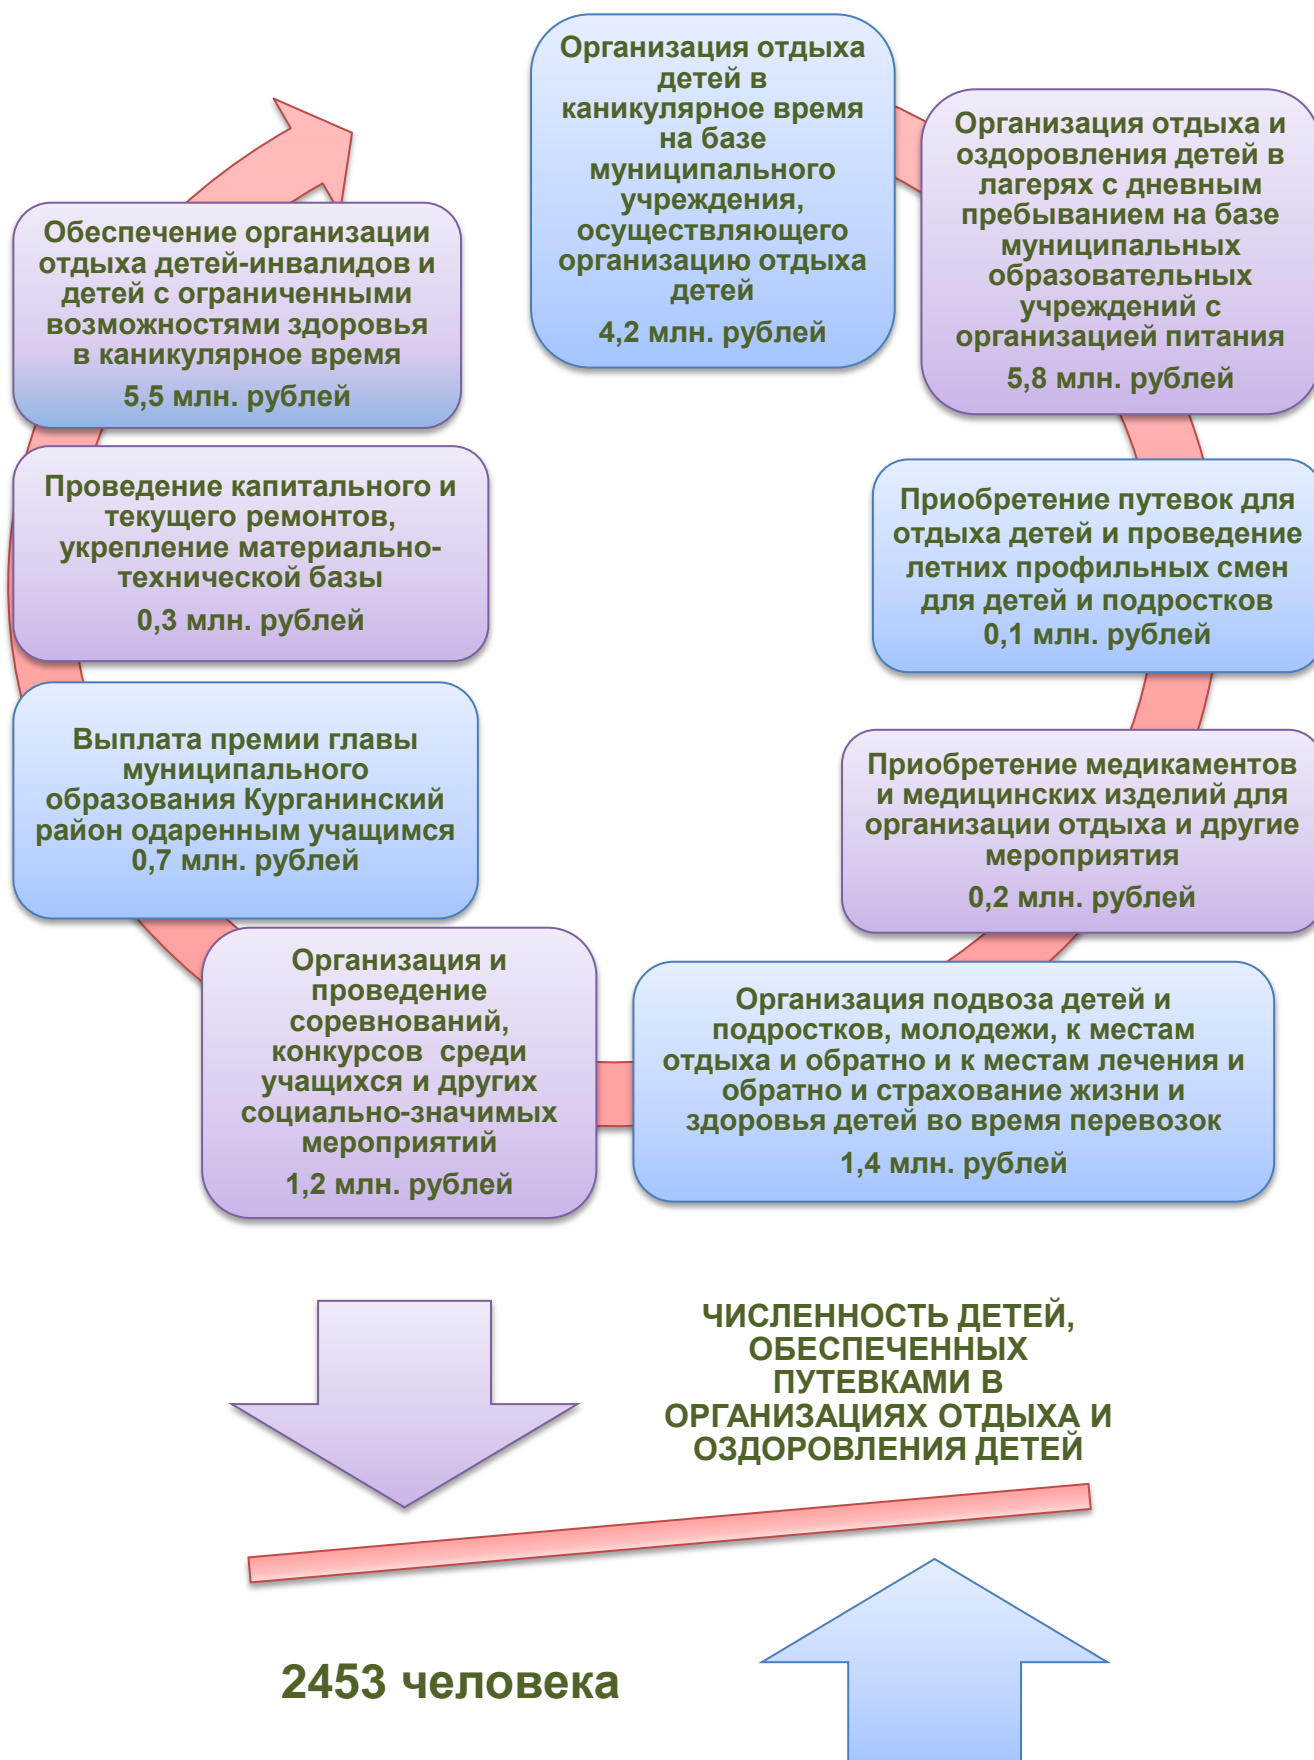 Организация отдыха
детей в
каникулярное время
на базе
муниципального
учреждения,
осуществляющего
организацию отдыха
детей
4,2 млн. рублей
Организация отдыха и
оздоровления детей в
лагерях с дневным
пребыванием на базе
муниципальных
образовательных
учреждений с
организацией питания
5,8 млн. рублей
Приобретение путевок для
отдыха детей и проведение
летних профильных смен
для детей и подростков
0,1 млн. рублей
Приобретение медикаментов
и медицинских изделий для
организации отдыха и другие
мероприятия
0,2 млн. рублей
Организация подвоза детей и
подростков, молодежи, к местам
отдыха и обратно и к местам лечения и
обратно и страхование жизни и
здоровья детей во время перевозок
1,4 млн. рублей
Организация и
проведение
соревнований,
конкурсов среди
учащихся и других
социально-значимых
мероприятий
1,2 млн. рублей
Выплата премии главы
муниципального
образования Курганинский
район одаренным учащимся
0,7 млн. рублей
Проведение капитального и
текущего ремонтов,
укрепление материально-
технической базы
0,3 млн. рублей
Обеспечение организации
отдыха детей-инвалидов и
детей с ограниченными
возможностями здоровья
в каникулярное время
5,5 млн. рублей
ЧИСЛЕННОСТЬ ДЕТЕЙ,
ОБЕСПЕЧЕННЫХ
ПУТЕВКАМИ В
ОРГАНИЗАЦИЯХ ОТДЫХА И
ОЗДОРОВЛЕНИЯ ДЕТЕЙ
2453 человека